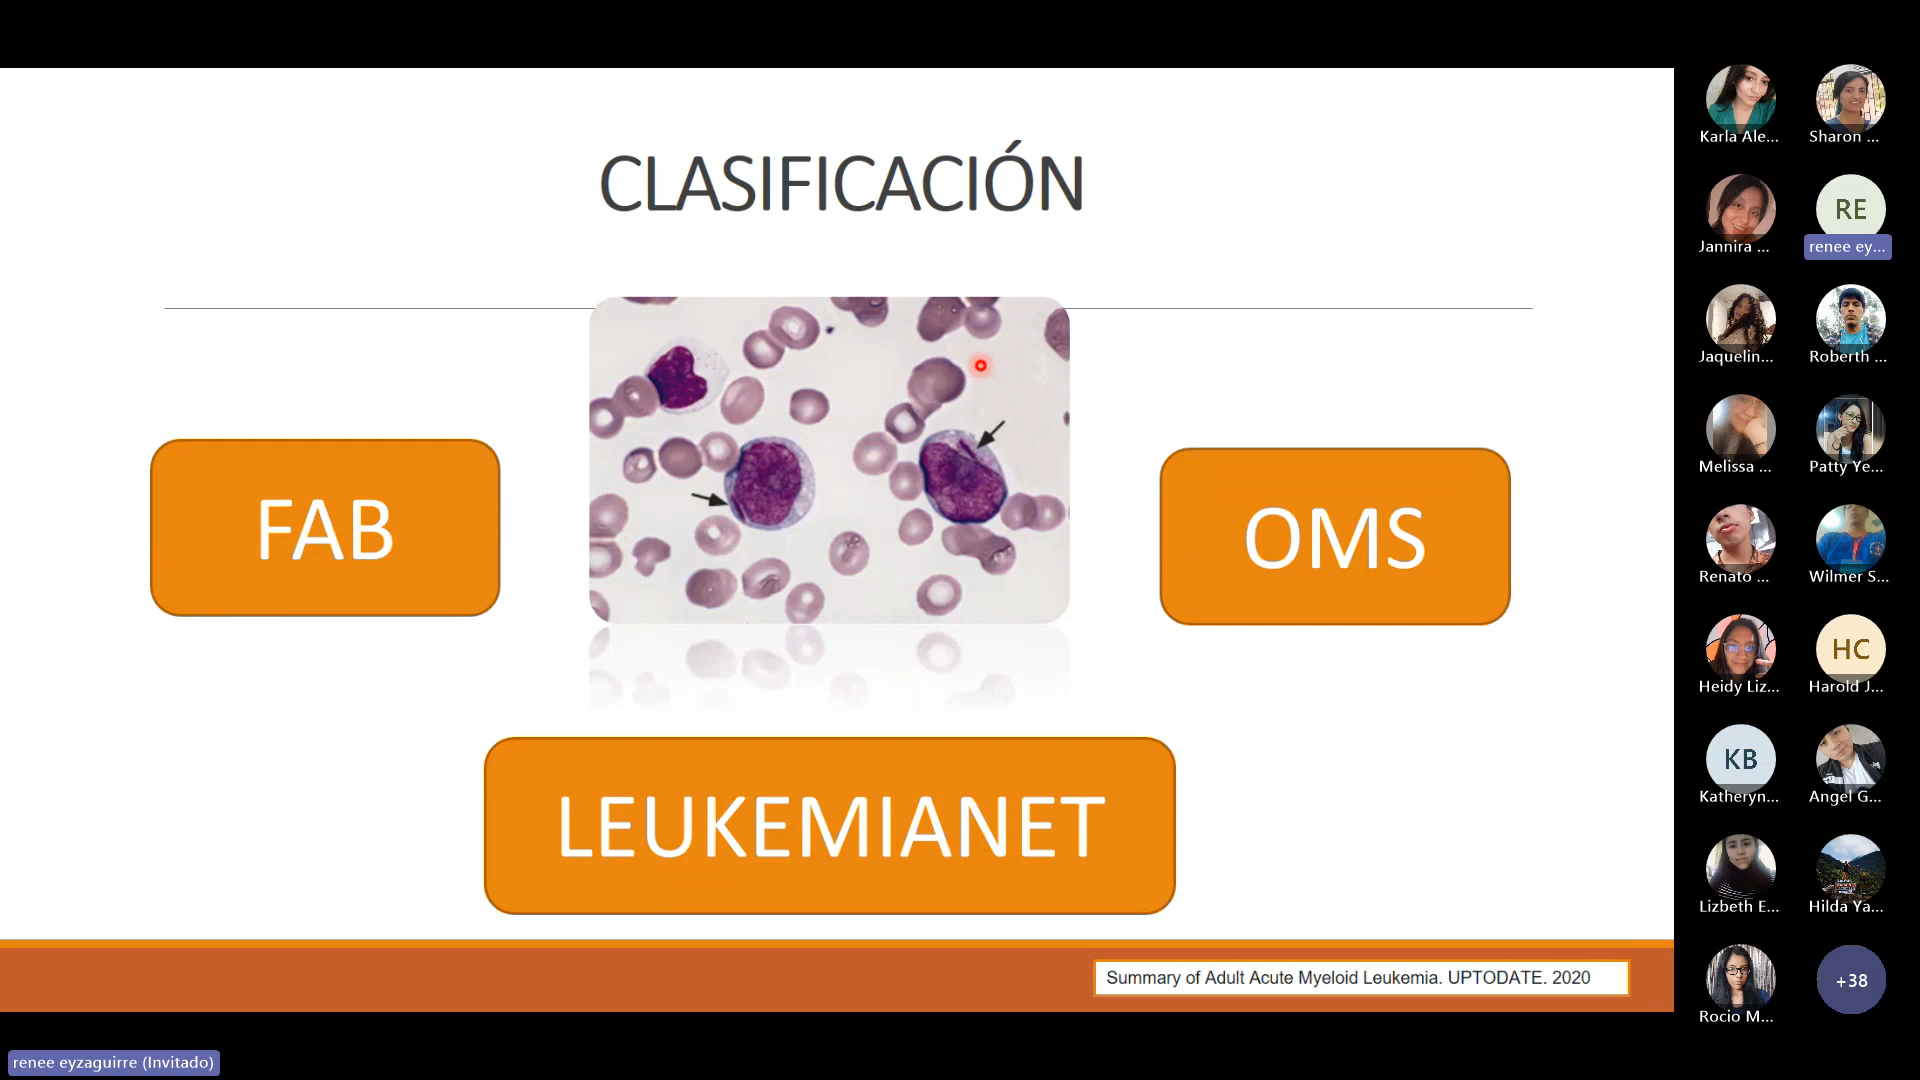 CLASIFICACIÓN
FAB
OMS
LEUKEMIANET
Summary of Adult Acute Myeloid Leukemia. UPTODATE. 2020
renee eyzaguirre (Invitado)
Karla Ale...
Sharon ...
Jannira ...
RE
renee ey...
Jaquelin...
Roberth ...
Melissa ...
Patty Ye...
Renato ...
Wilmer S...
Heidy Liz...
HC
Harold J...
KB
Katheryn...
Angel G...
Lizbeth E...
Hilda Ya...
Rocio M...
+38